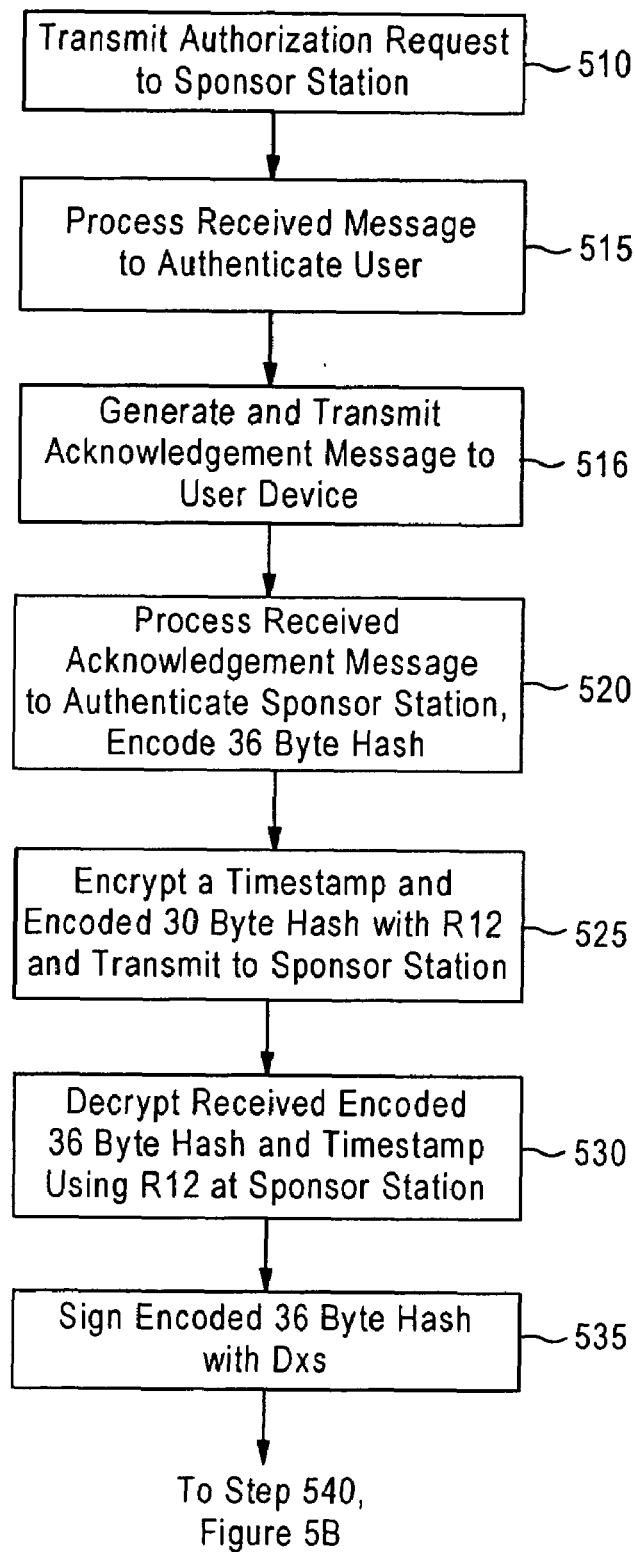 Transmit Authorization Request
to Sponsor Station
510
Process Received Message
to Authenticate User
515
Generate and Transmit
Acknowledgement Message to
User Device
516
Process Received
Acknowledgement Message
to Authenticate Sponsor Station,
Encode 36 Byte Hash
520
Encrypt a Timestamp and
Encoded 30 Byte Hash with R12
and Transmit to Sponsor Station
525
Decrypt Received Encoded
36 Byte Hash and Timestamp
Using R12 at Sponsor Station
530
Sign Encoded 36 Byte Hash
with Dxs
535
To Step 540,
Figure 5B